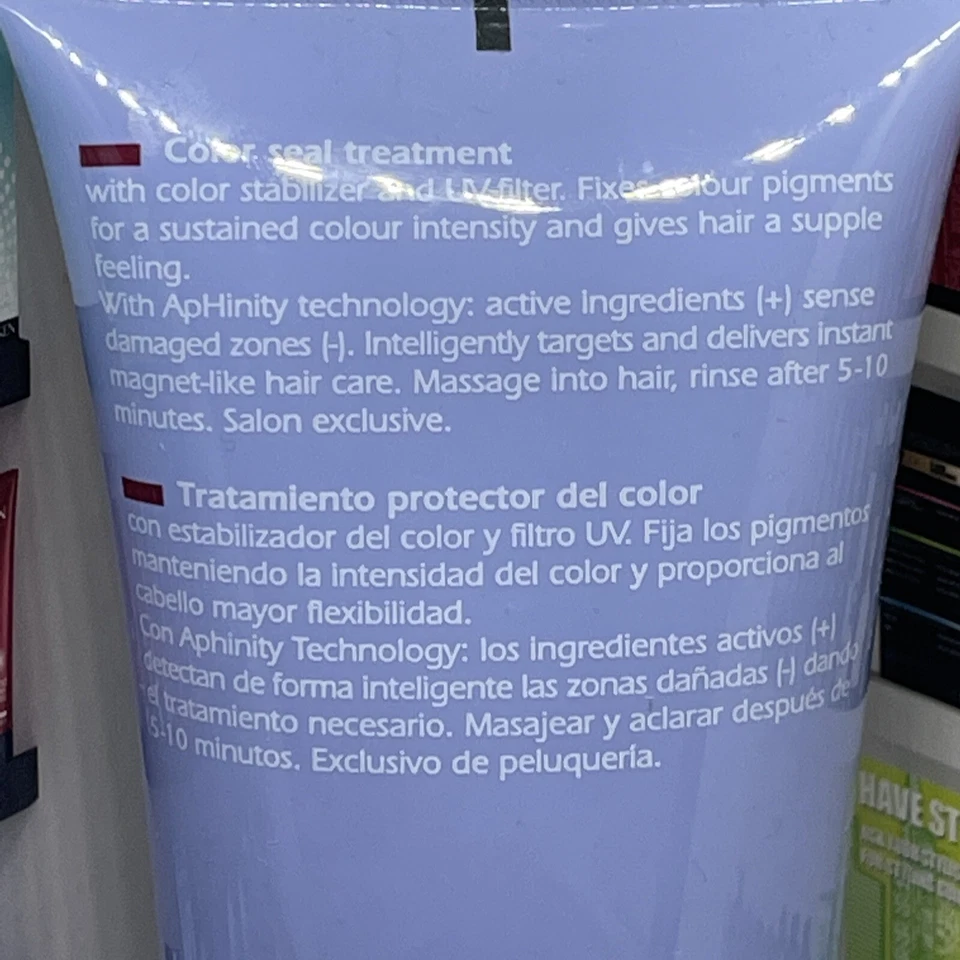 Color seal treatment
with color stabilizer and UV-filter. Fixes colour pigments
for a sustained colour intensity and gives hair a supple
feeling.
With ApHinity technology: active ingredients (+) sense
damaged zones (-). Intelligently targets and delivers instant
magnet-like hair care. Massage into hair, rinse after 5-10
minutes. Salon exclusive.
Tratamiento protector del color
con estabilizador del color y filtro UV. Fija los pigmentos
manteniendo la intensidad del color y proporciona al
cabello mayor flexibilidad.
Con Aphinity Technology: los ingredientes activos (+)
detectan de forma inteligente las zonas dañadas (-) dando
el tratamiento necesario. Masajear y aclarar después de
5-10 minutos. Exclusivo de peluquería.
HAVE ST